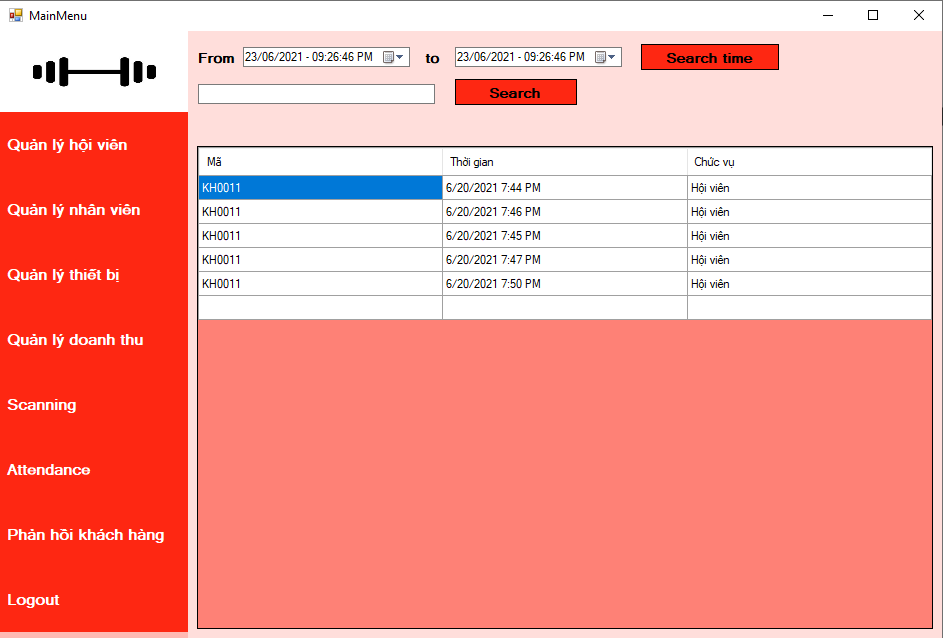 MainMenu
From 23/06/2021 - 09:26:46 PM to 23/06/2021 - 09:26:46 PM Search time
Search
Quản lý hội viên
Quản lý nhân viên
Quản lý thiết bị
Quản lý doanh thu
Scanning
Attendance
Phản hồi khách hàng
Logout
Mã Thời gian Chức vụ
KH0011 6/20/2021 7:44 PM Hội viên
KH0011 6/20/2021 7:46 PM Hội viên
KH0011 6/20/2021 7:45 PM Hội viên
KH0011 6/20/2021 7:47 PM Hội viên
KH0011 6/20/2021 7:50 PM Hội viên